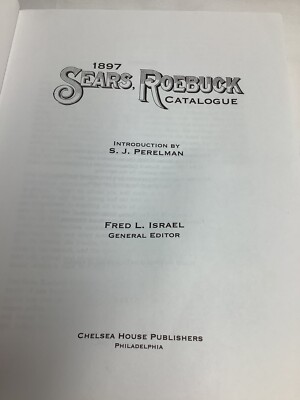 1897
SEARS, ROEBUCK
CATALOGUE
INTRODUCTION BY
S. J. PERELMAN
FRED L. ISRAEL
GENERAL EDITOR
CHELSEA HOUSE PUBLISHERS
PHILADELPHIA